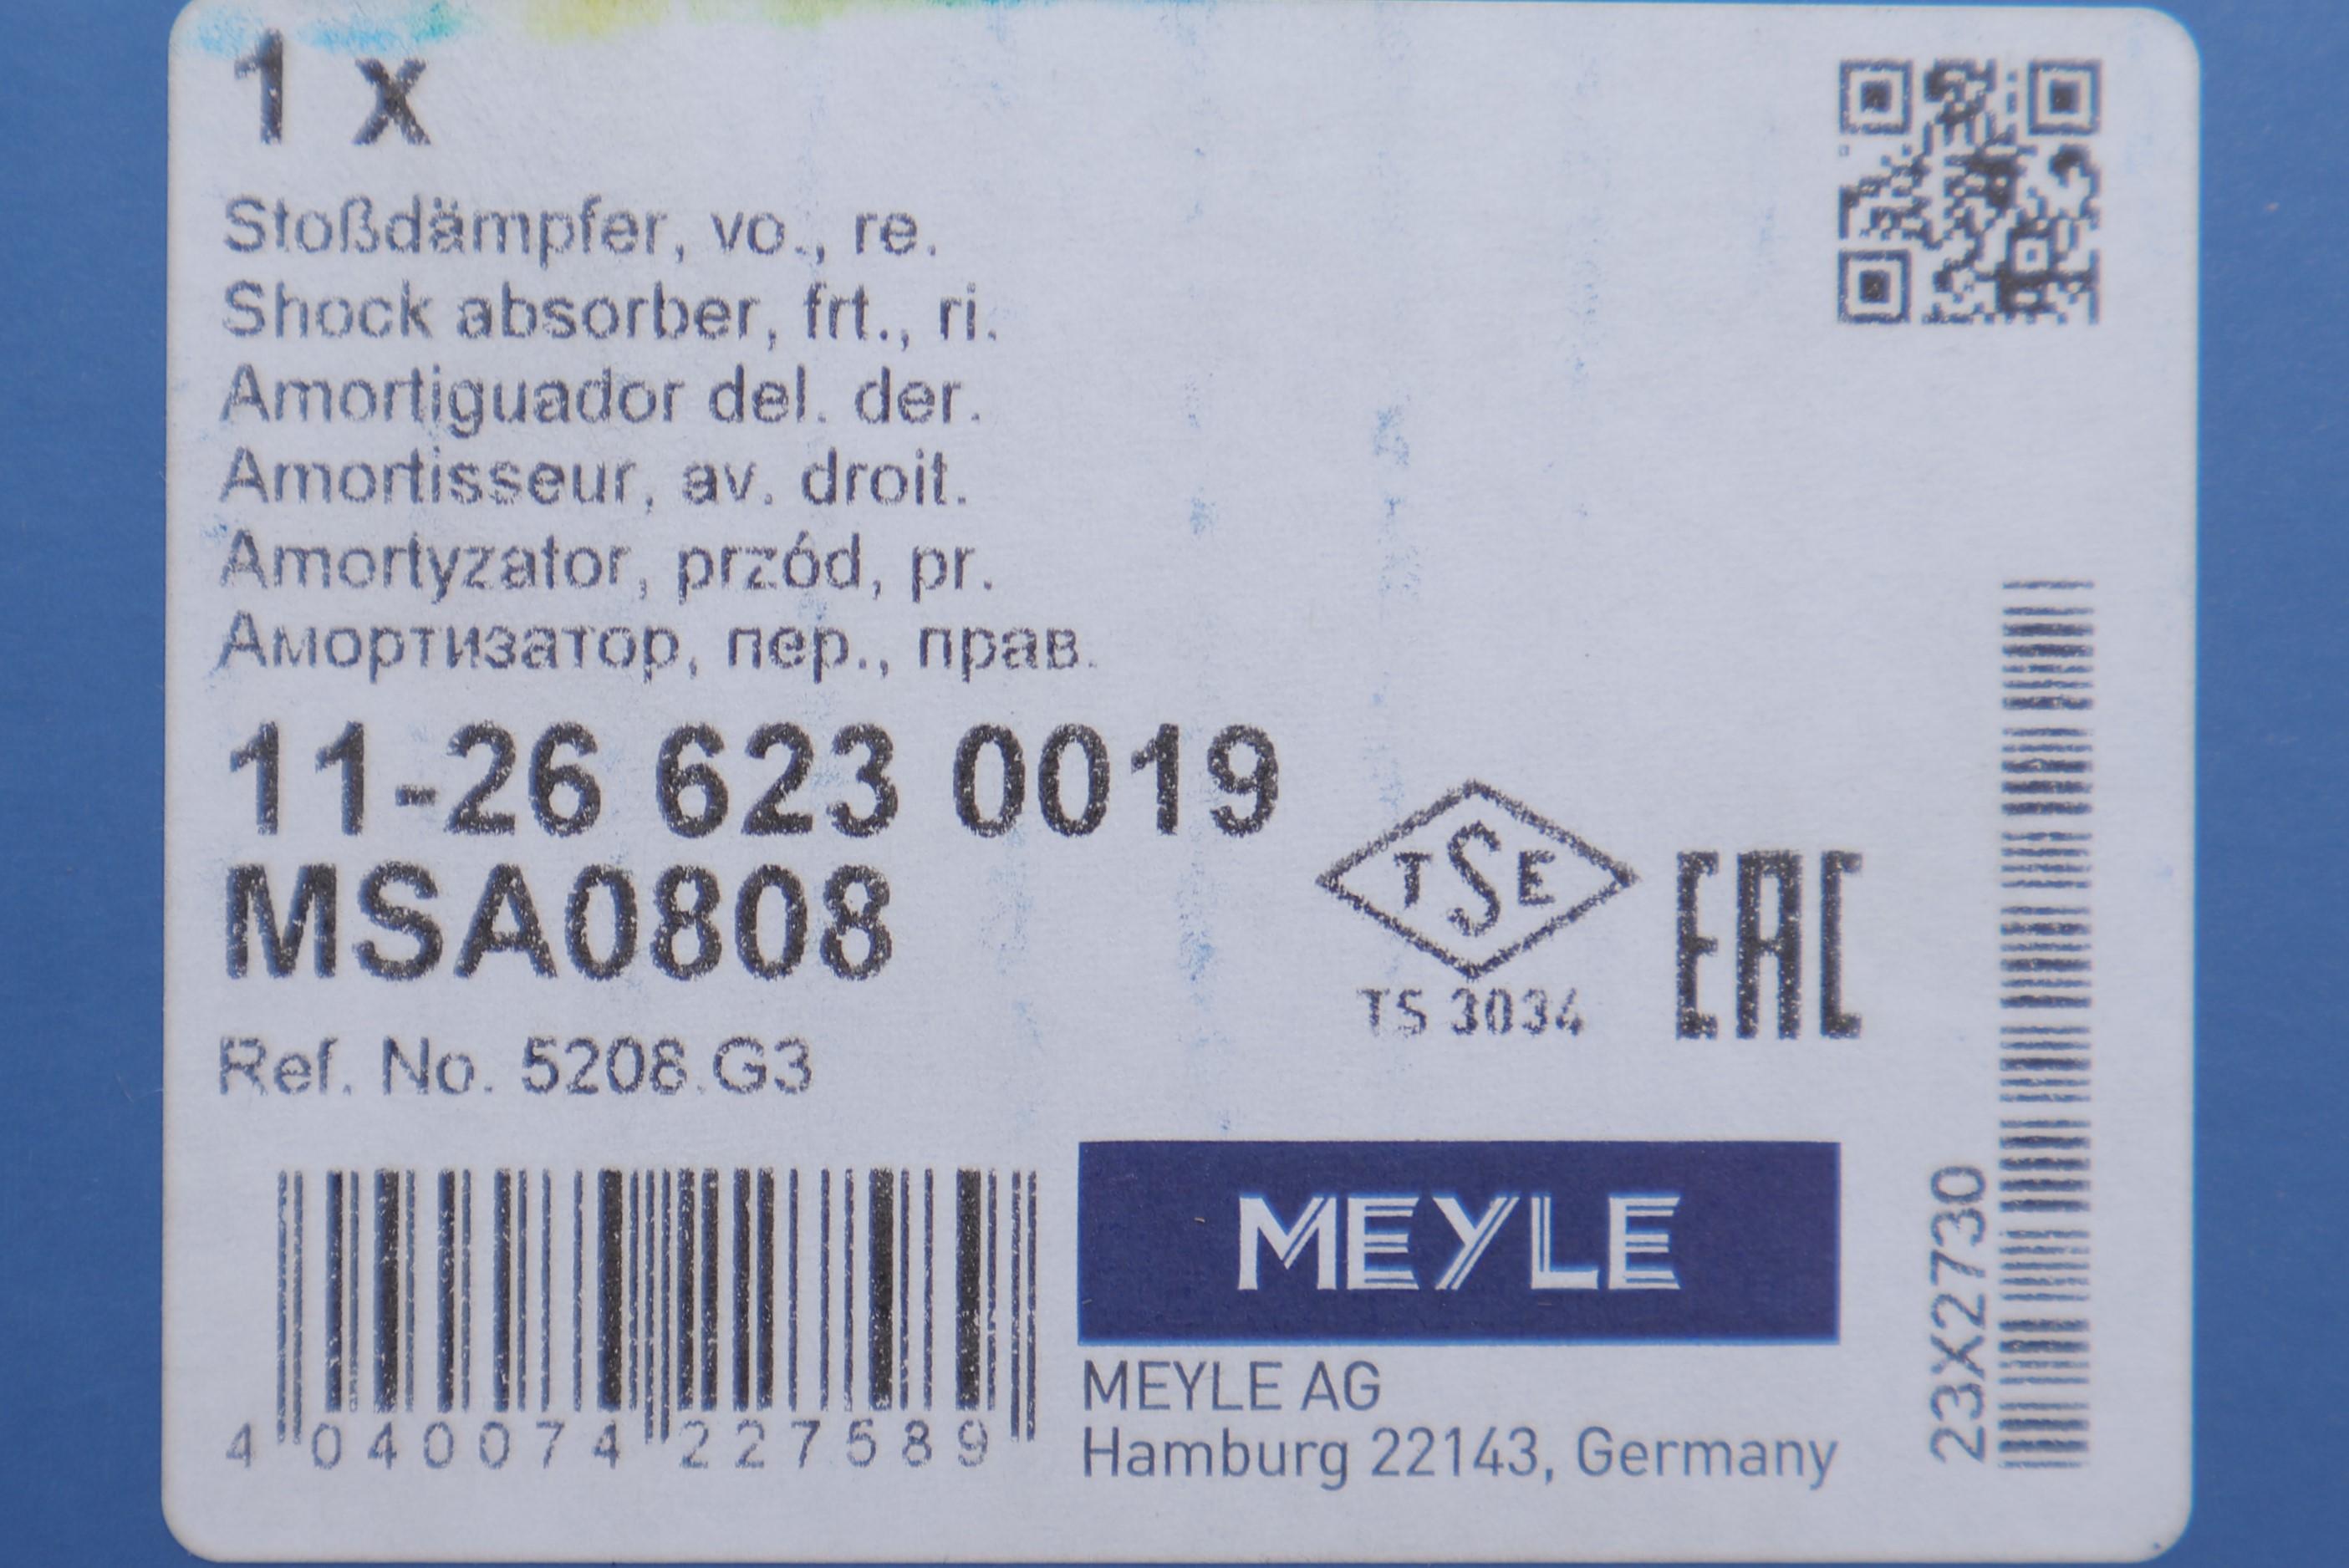 1 x
Stoßdämpfer, vo., re.
Shock absorber, frt., ri.
Amortiguador del. der.
Amortisseur, av. droit.
Amortyzator, przód, pr.
Амортизатор, пер., прав.
11-26 623 0019
MSA0808
TSE
TS 3034
EAC
Ref. No. 5208.G3
4 040074 227589
MEYLE
MEYLE AG
Hamburg 22143, Germany
23X2730